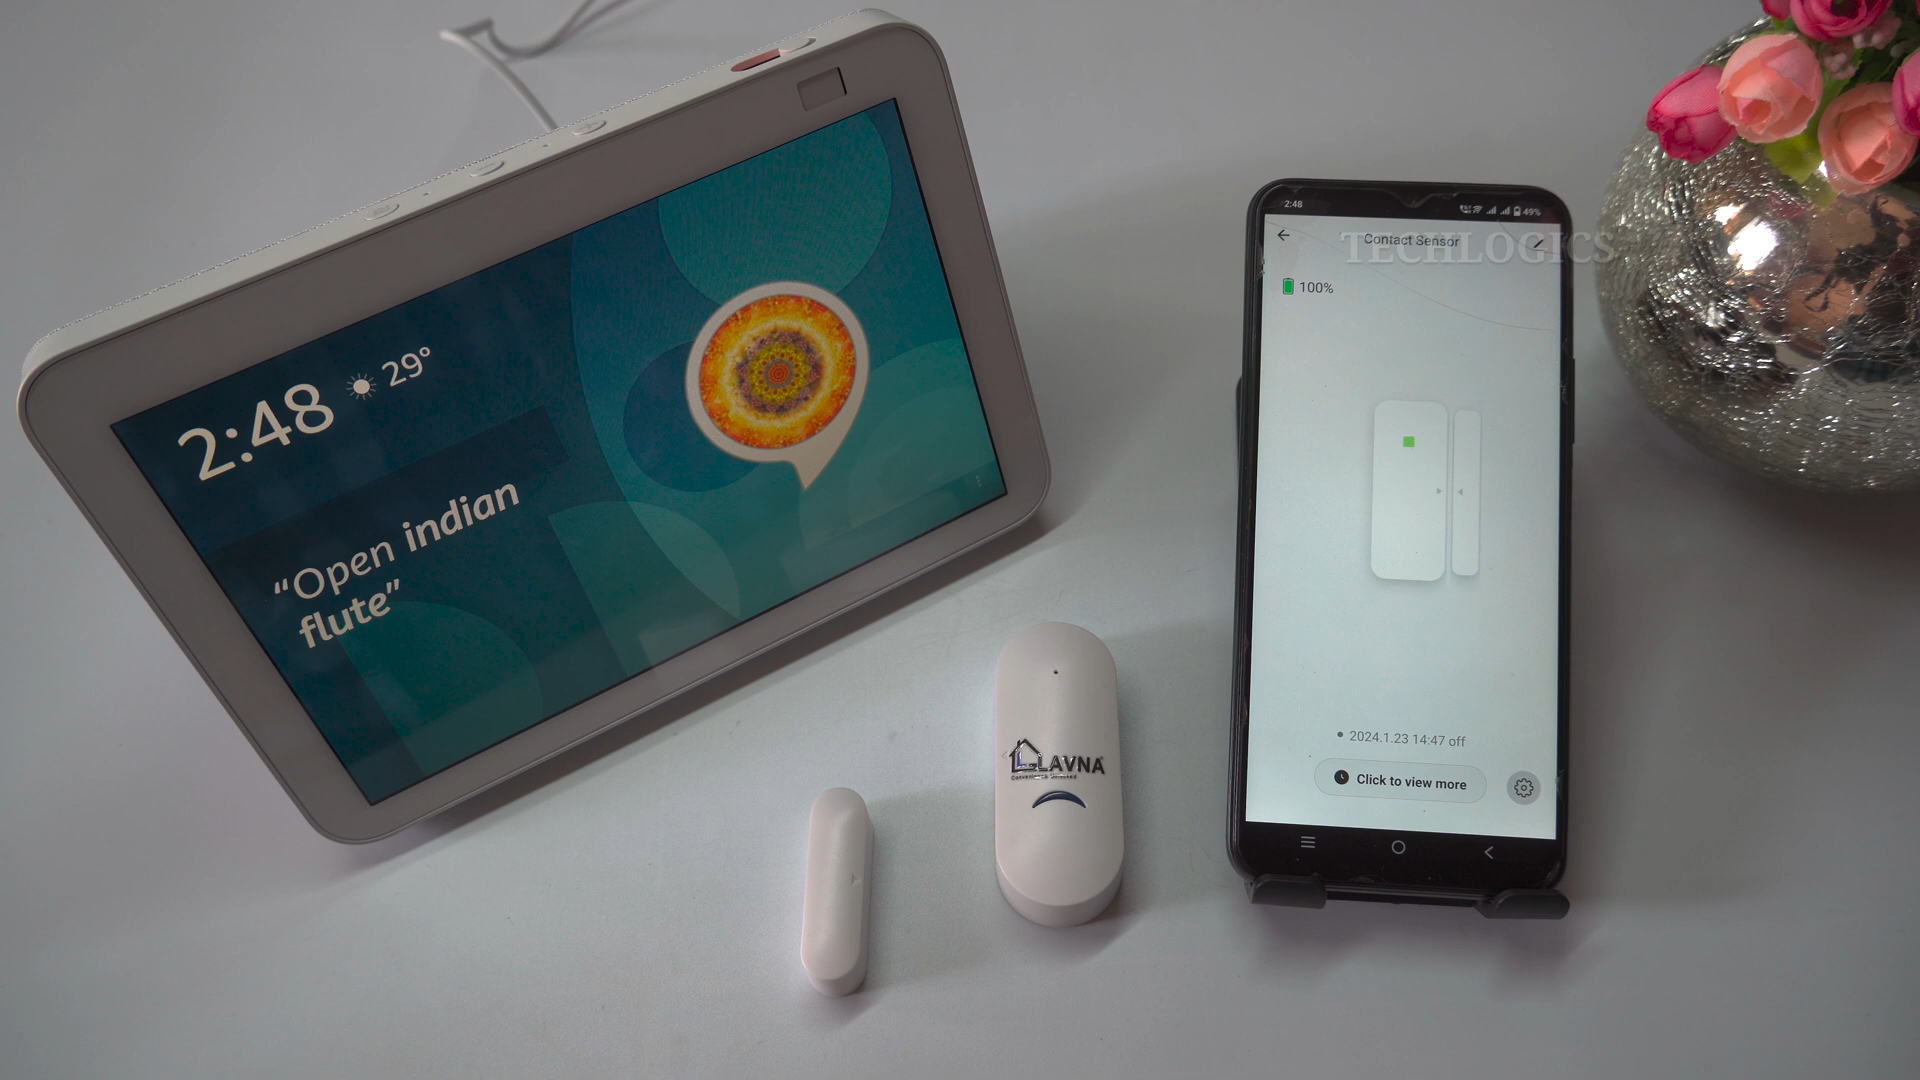 2:48 29°
“Open indian
flute”
LAVNA
2:48
49%
Contact Sensor
TECHLOGICS
100%
2024.1.23 14:47 off
Click to view more